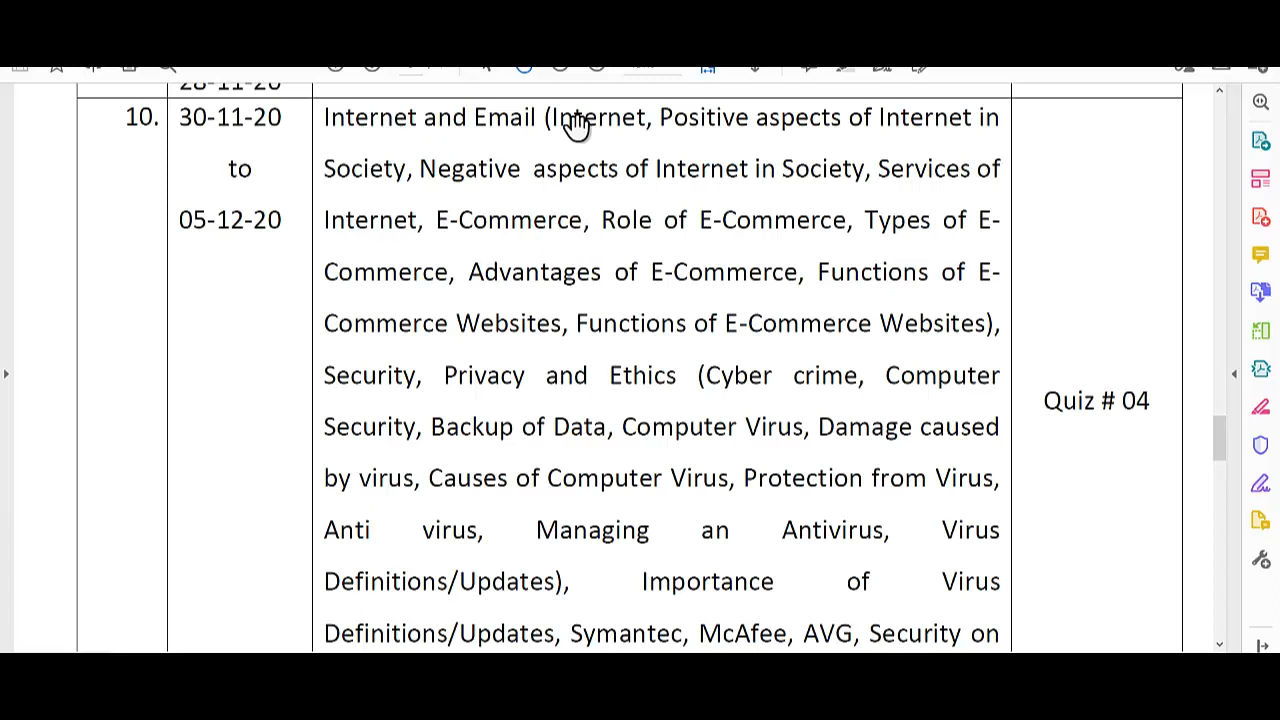 28-11-20
10. 30-11-20 Internet and Email (Internet, Positive aspects of Internet in
to Society, Negative aspects of Internet in Society, Services of
05-12-20 Internet, E-Commerce, Role of E-Commerce, Types of E-
Commerce, Advantages of E-Commerce, Functions of E-
Commerce Websites, Functions of E-Commerce Websites),
Security, Privacy and Ethics (Cyber crime, Computer
Quiz # 04
Security, Backup of Data, Computer Virus, Damage caused
by virus, Causes of Computer Virus, Protection from Virus,
Anti virus, Managing an Antivirus, Virus
Definitions/Updates), Importance of Virus
Definitions/Updates, Symantec, McAfee, AVG, Security on